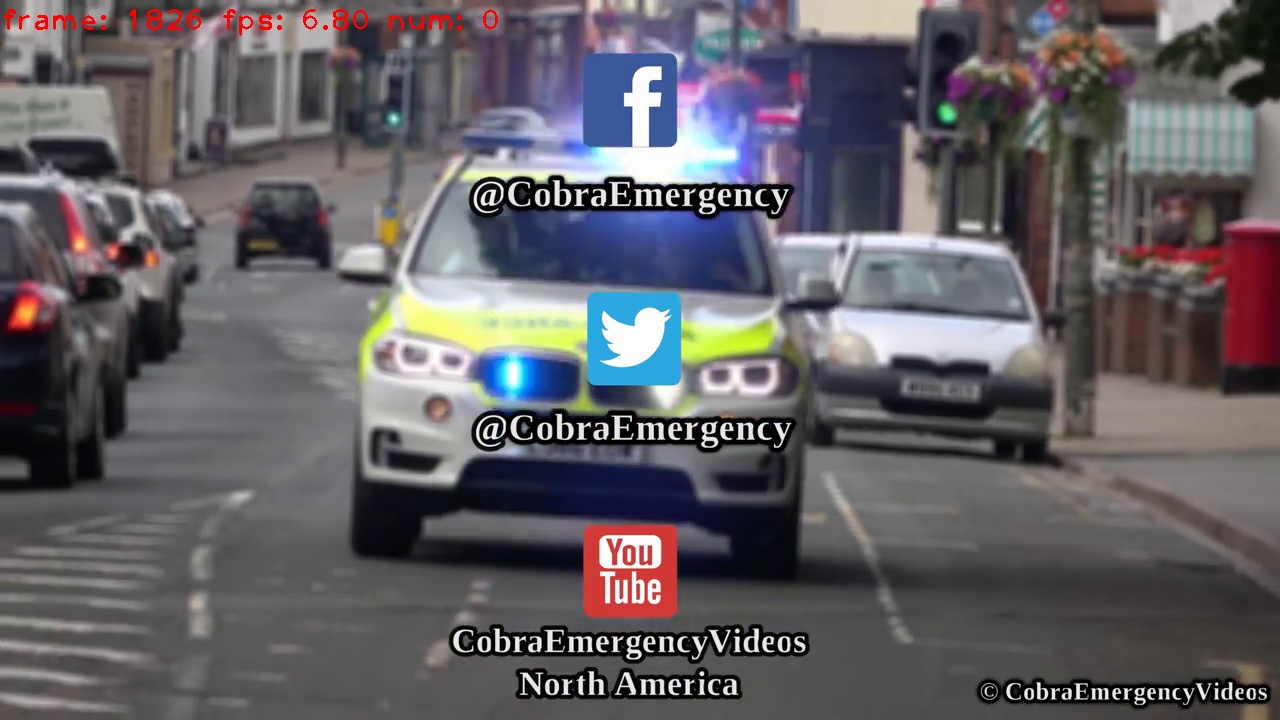 frame: 1826 fps: 6.80 num: 0
f
@CobraEmergency
@CobraEmergency
You
Tube
CobraEmergencyVideos
North America
© CobraEmergencyVideos